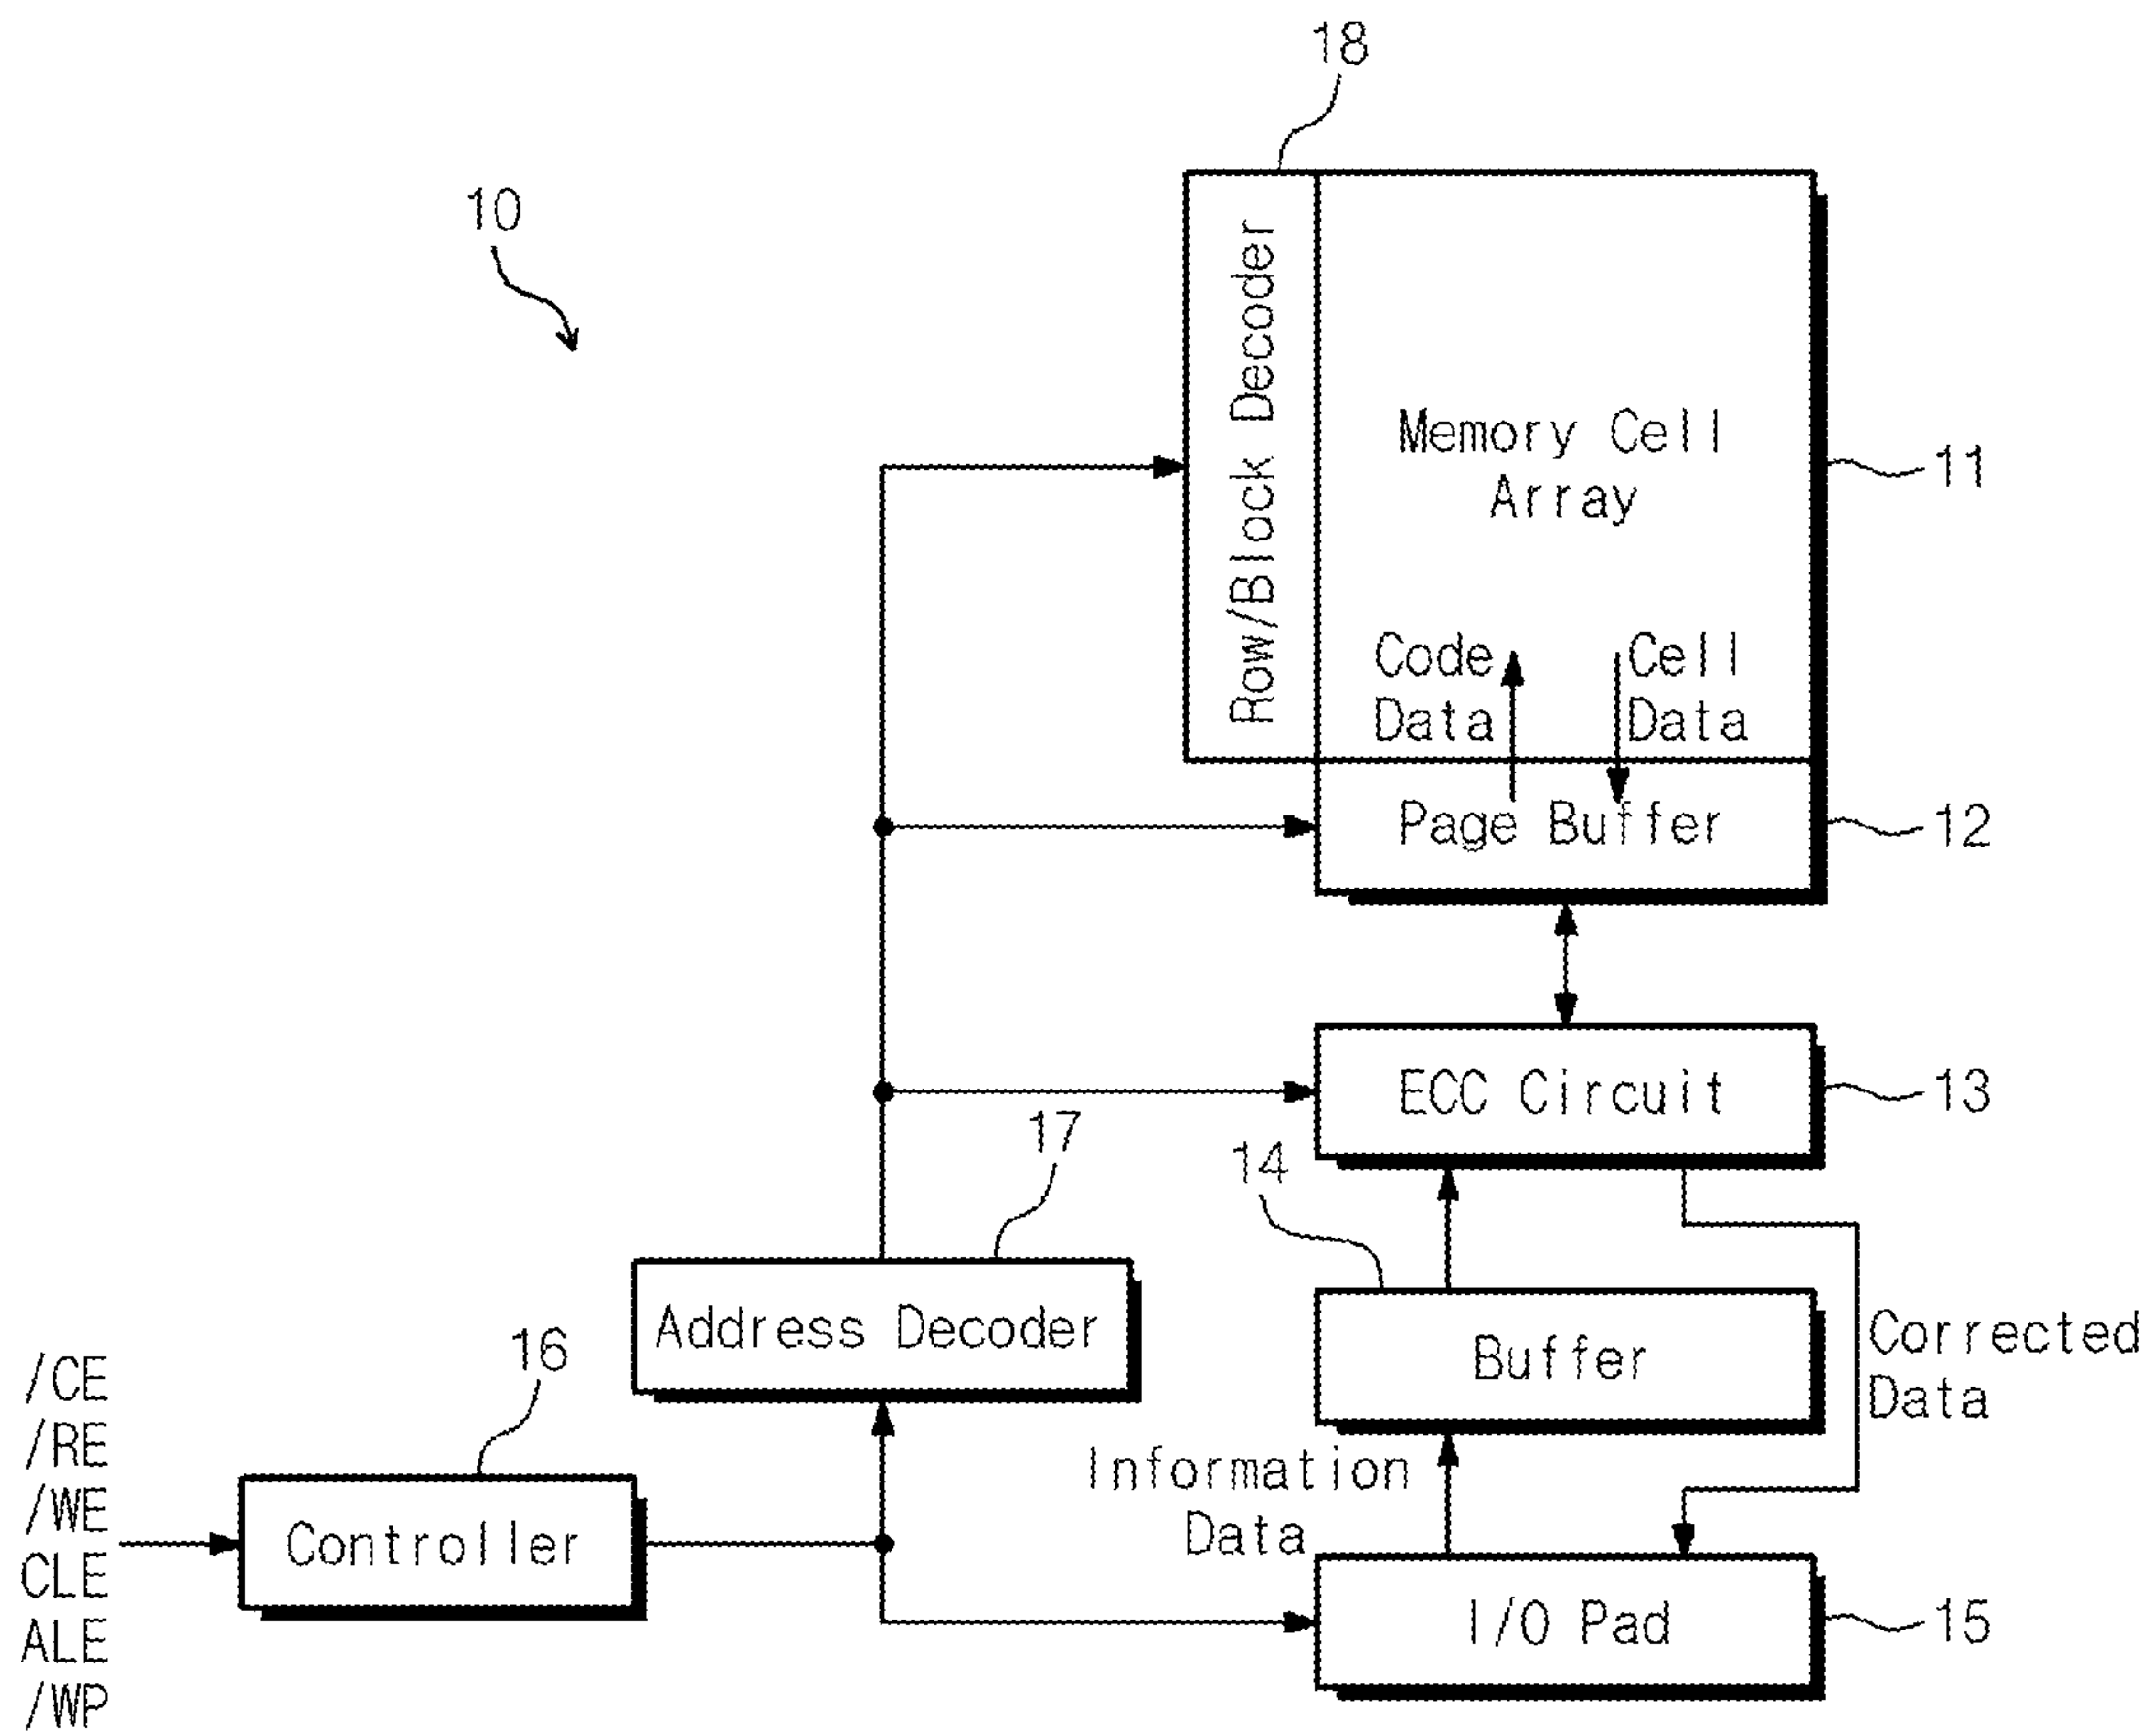 18
10
Row/Block Decoder
Memory Cell
Array
11
Code
Data
Cell
Data
Page Buffer
12
ECC Circuit
13
17
14
Address Decoder
Buffer
Corrected
Data
16
/CE
/RE
/WE
CLE
ALE
/WP
Controller
Information
Data
I/O Pad
15